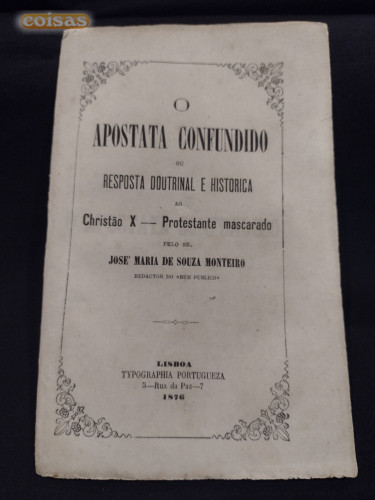 coisas
O
APOSTATA CONFUNDIDO
OU
RESPOSTA DOUTRINAL E HISTORICA
AO
Christão X — Protestante mascarado
PELO SR.
JOSE' MARIA DE SOUZA MONTEIRO
REDACTOR DO «BEM PUBLICO»
LISBOA
TYPOGRAPHIA PORTUGUEZA
5—Rua da Paz—7
1876